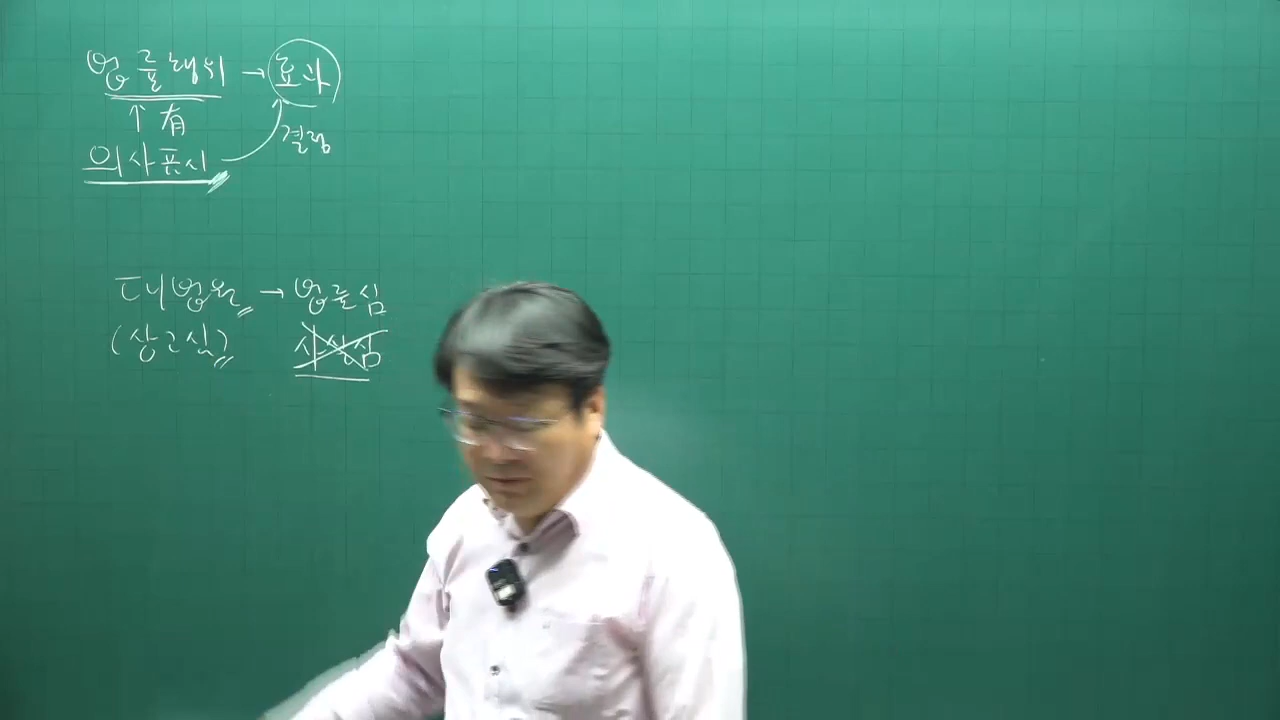 법률행위 → 효과
↑ 有
결정
의사표시
대법원 → 법률심
(상고심) 사실심